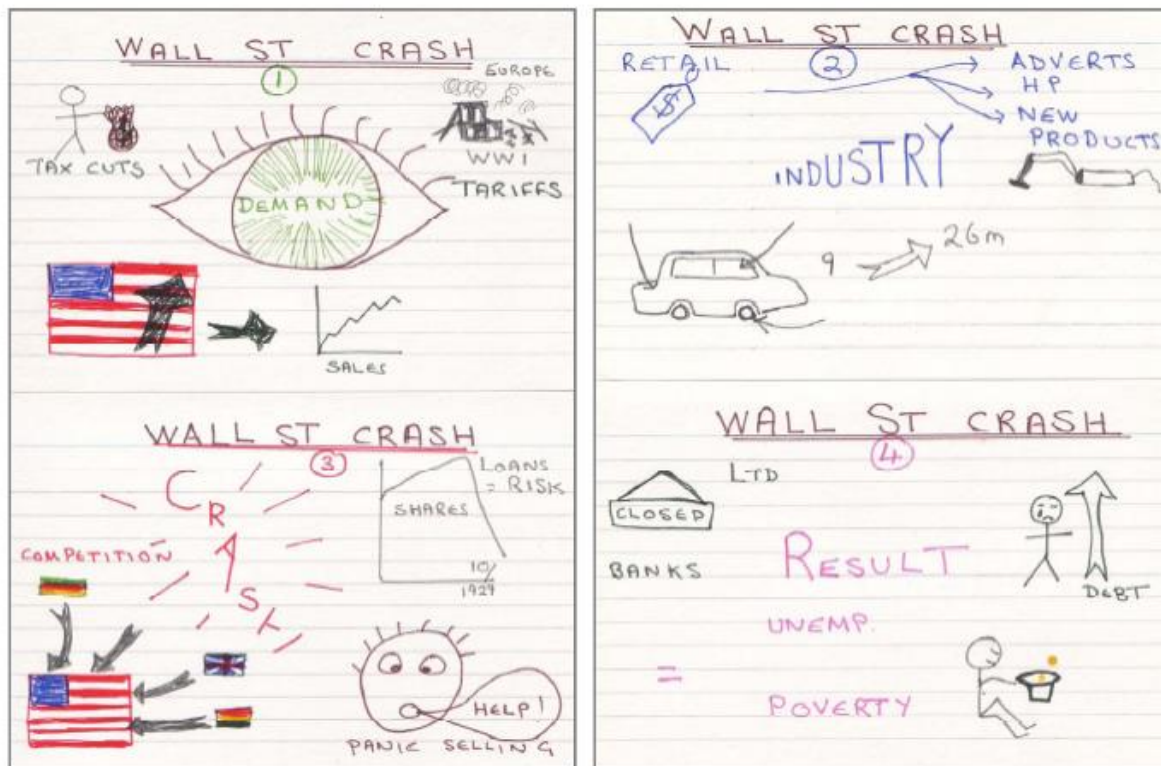 WALL ST CRASH
1
EUROPE
TAX CUTS
WW1
TARIFFS
DEMAND
SALES
WALL ST CRASH
2
RETAIL
$
ADVERTS
HP
NEW
PRODUCTS
INDUSTRY
9
26m
WALL ST CRASH
3
CRASH
LOANS
= RISK
SHARES
COMPETITION
10/
1929
HELP!
PANIC SELLING
WALL ST CRASH
4
LTD
CLOSED
BANKS
RESULT
DEBT
UNEMP.
=
POVERTY